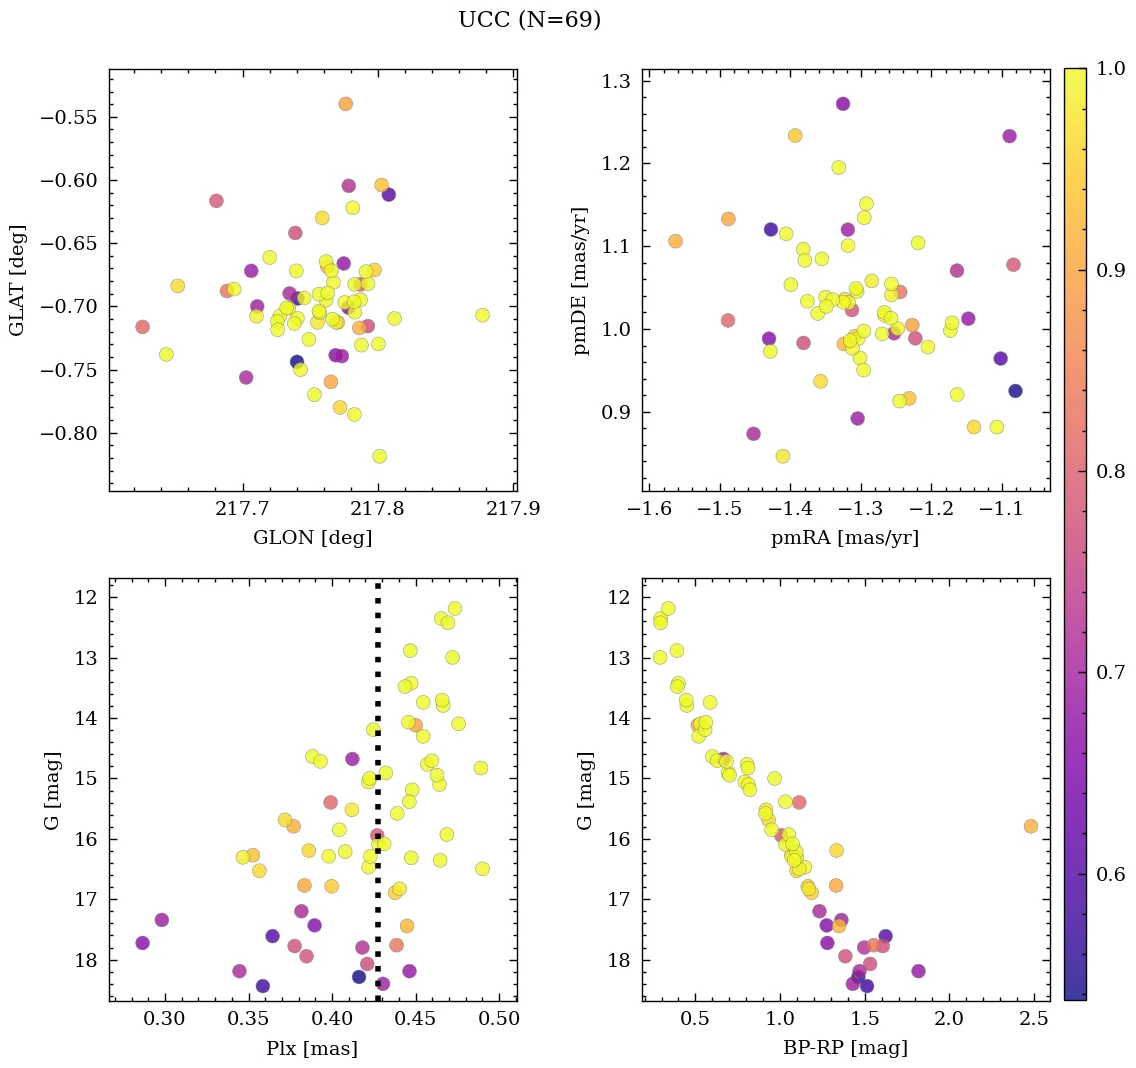 UCC (N=69)
−0.55
−0.60
−0.65
−0.70
−0.75
−0.80
GLAT [deg]
217.7 217.8 217.9
GLON [deg]
1.3
1.2
1.1
1.0
0.9
pmDE [mas/yr]
−1.6 −1.5 −1.4 −1.3 −1.2 −1.1
pmRA [mas/yr]
12
13
14
15
16
17
18
G [mag]
0.30 0.35 0.40 0.45 0.50
Plx [mas]
12
13
14
15
16
17
18
G [mag]
0.5 1.0 1.5 2.0 2.5
BP-RP [mag]
1.0
0.9
0.8
0.7
0.6